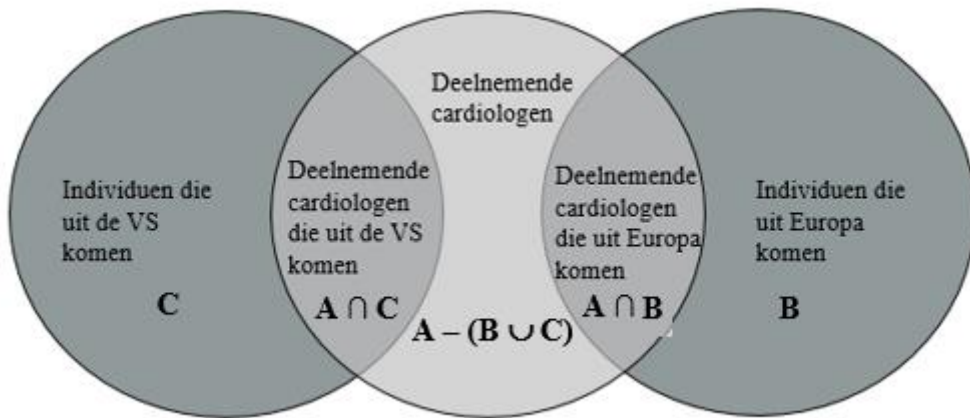 Deelnemende
cardiologen
Individuen die
uit de VS
komen
C
Deelnemende
cardiologen
die uit de VS
komen
A ∩ C
A – (B ∪ C)
Deelnemende
cardiologen
die uit Europa
komen
A ∩ B
Individuen die
uit Europa
komen
B